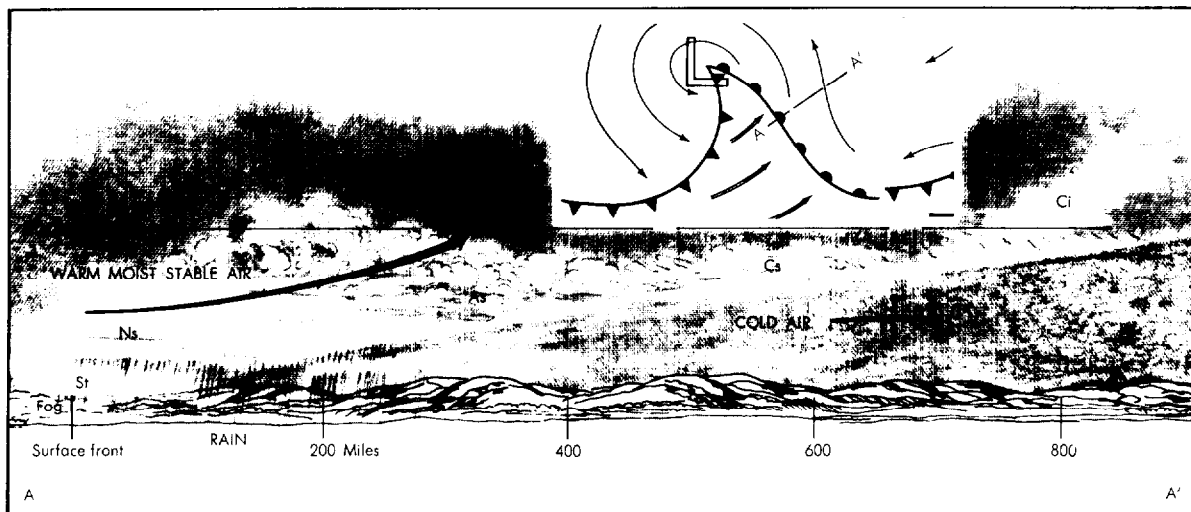 L
A'
A
Ci
WARM MOIST STABLE AIR
Cs
As
COLD AIR
Ns
St
Fog
RAIN
Surface front 200 Miles 400 600 800
A A'